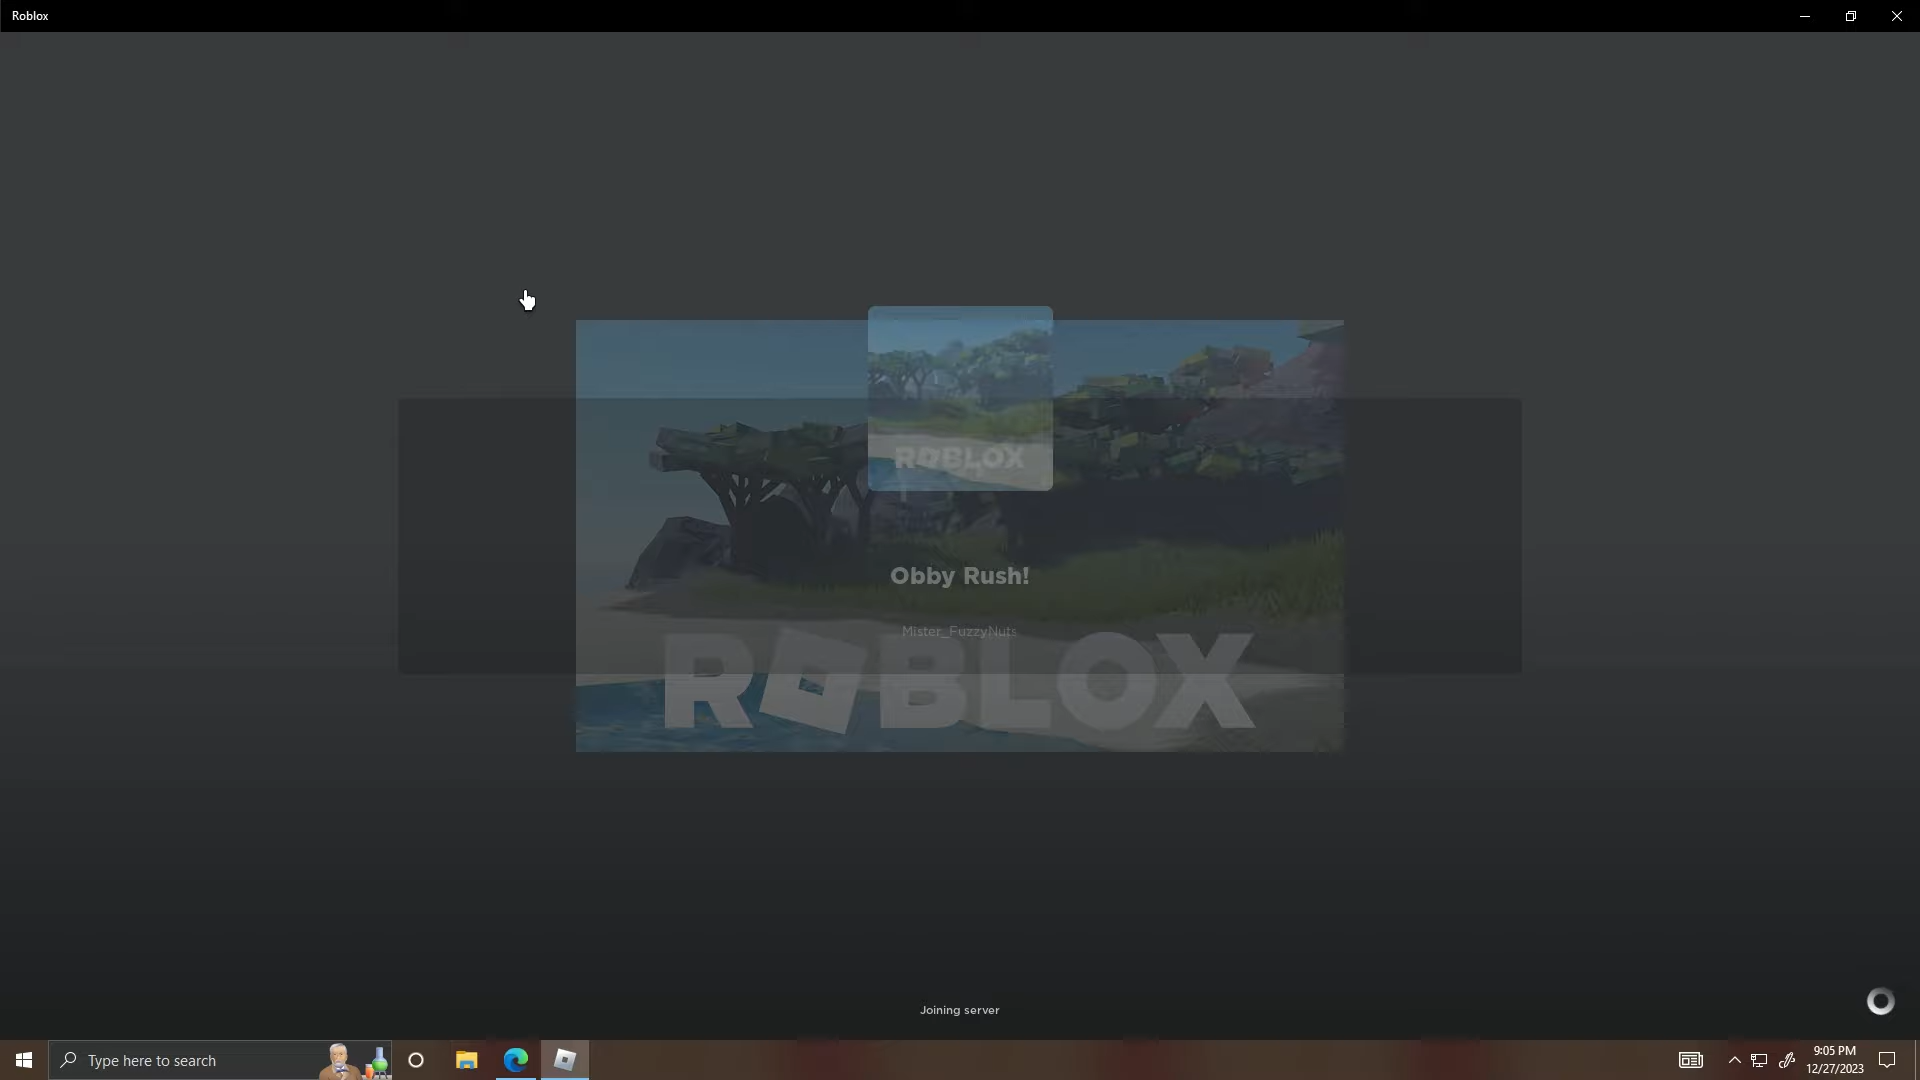 Roblox
ROBLOX
Obby Rush!
Mister_FuzzyNuts
ROBLOX
Joining server
Type here to search
9:05 PM
12/27/2023